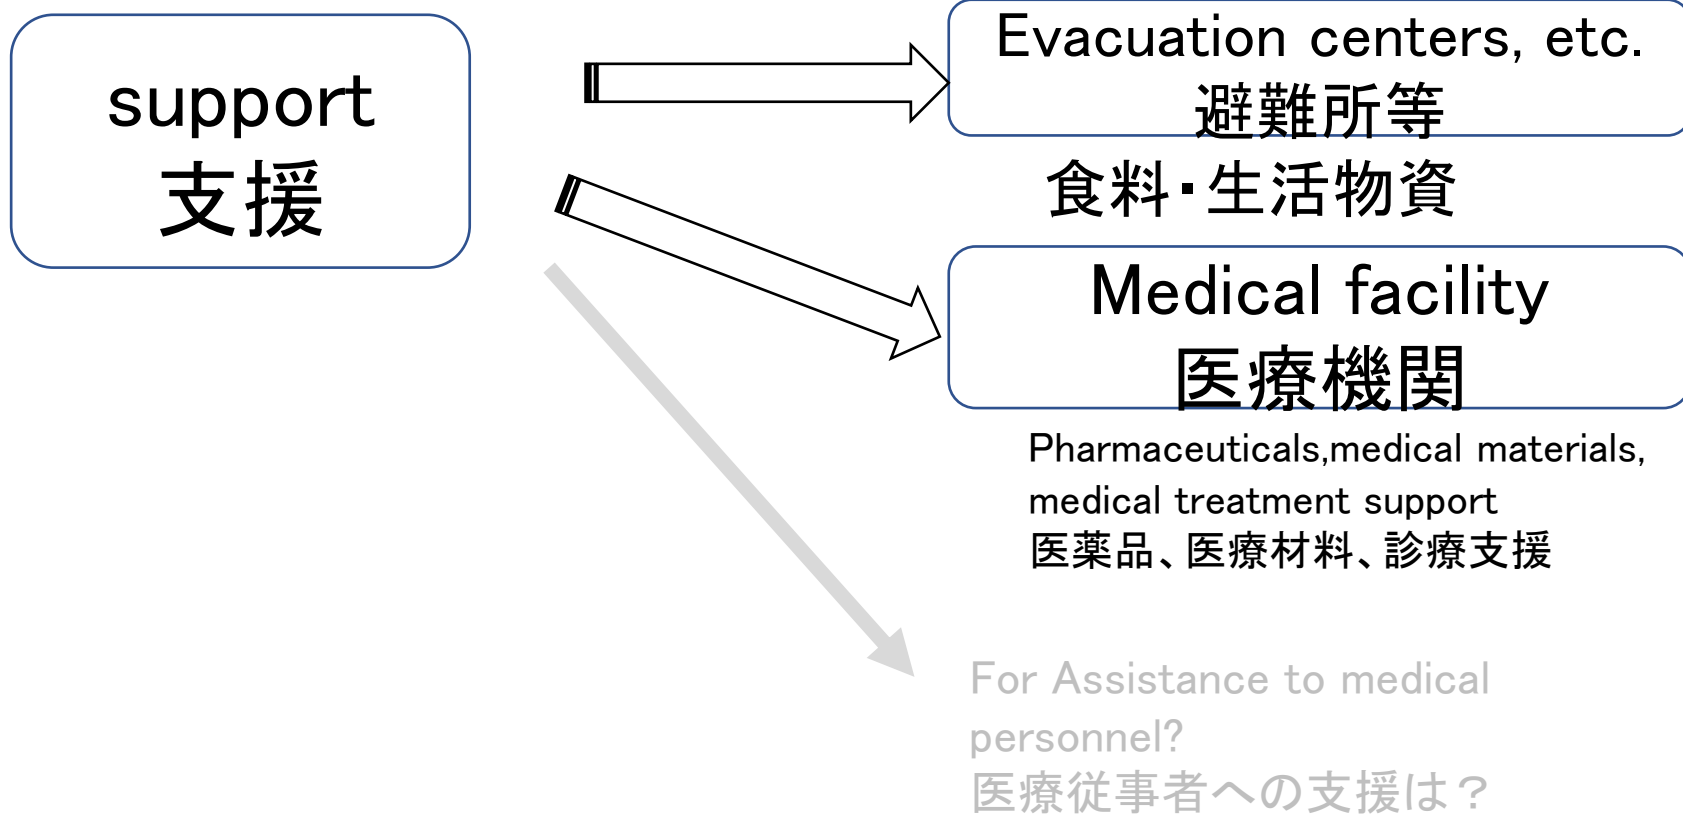 support
支援
Evacuation centers, etc.
避難所等
食料・生活物資
Medical facility
医療機関
Pharmaceuticals,medical materials,
medical treatment support
医薬品、医療材料、診療支援
For Assistance to medical
personnel?
医療従事者への支援は？